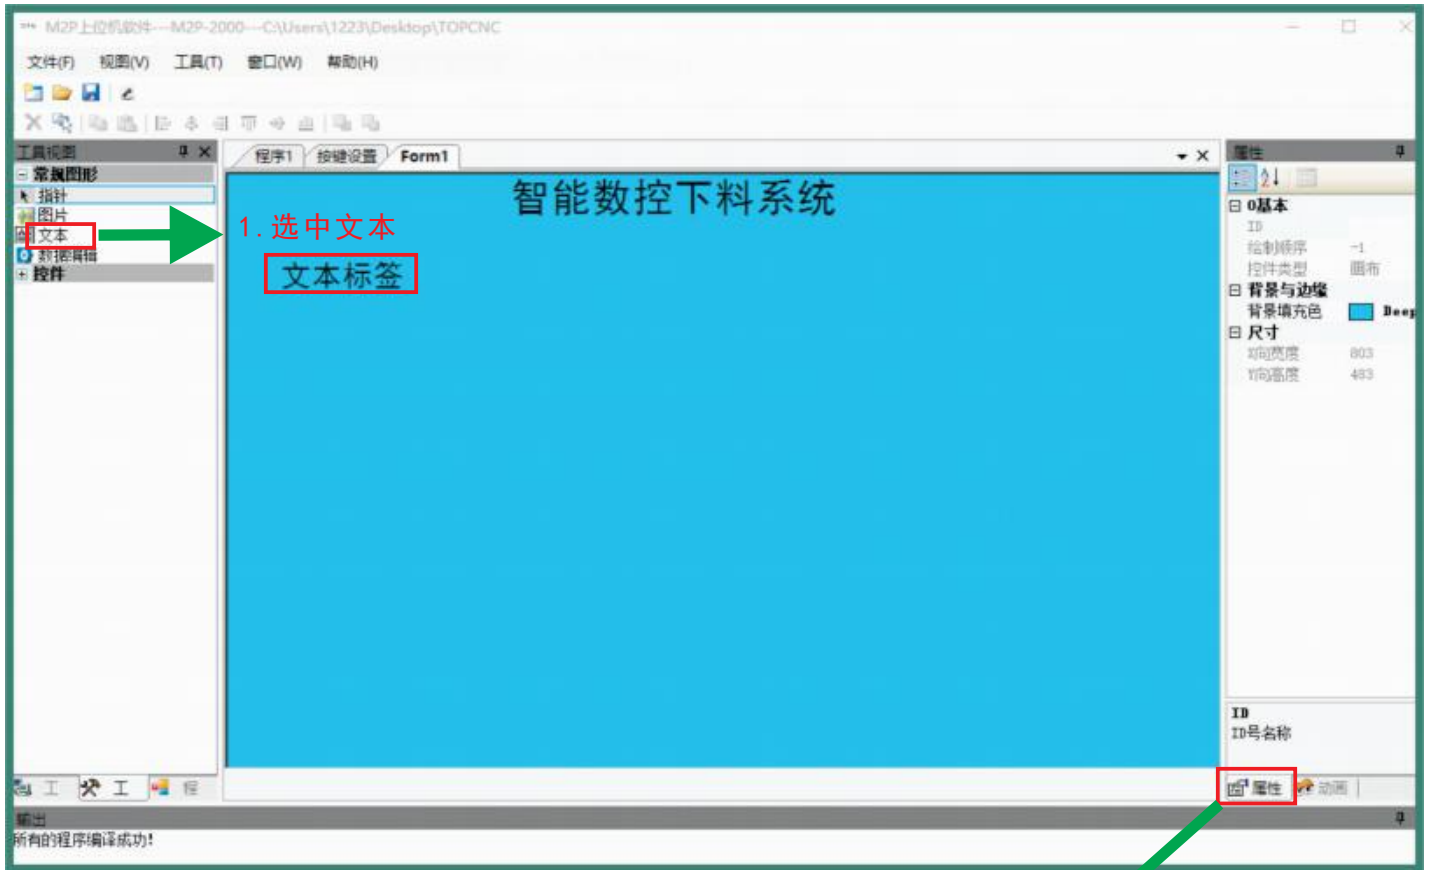 M2P上位机软件---M2P-2000---C:\Users\1223\Desktop\TOPCNC
文件(F) 视图(V) 工具(T) 窗口(W) 帮助(H)
工具视图
常规图形
指针
图片
文本
数据编辑
控件
工 工 程
程序1 按键设置 Form1
智能数控下料系统
1.选中文本
文本标签
属性
0基本
ID
绘制顺序 -1
控件类型 画布
背景与边缘
背景填充色 Deep
尺寸
X向宽度 803
Y向高度 483
ID
ID号名称
属性 动画
输出
所有的程序编译成功!